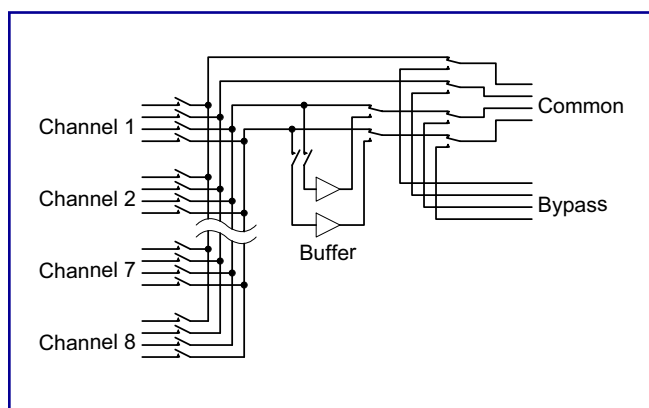 Channel 1
Common
Channel 2
Bypass
Buffer
Channel 7
Channel 8